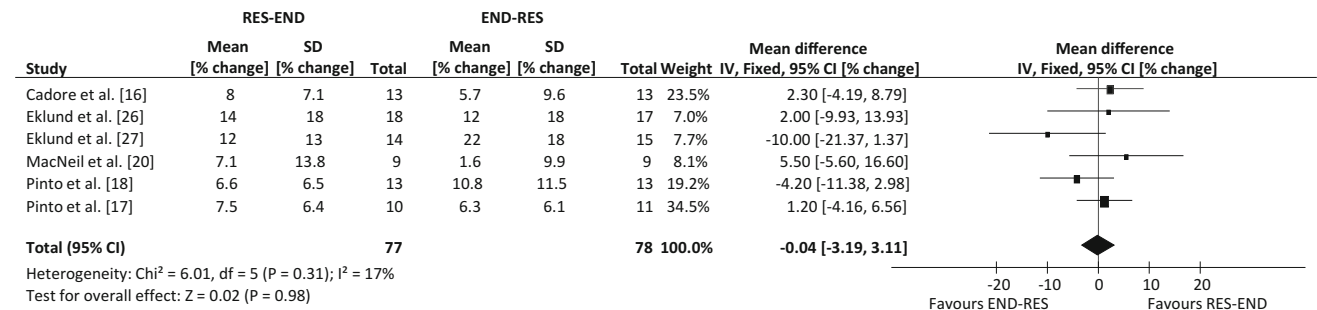 RES-END END-RES
Mean SD Mean SD Mean difference Mean difference
Study [% change] [% change] Total [% change] [% change] Total Weight IV, Fixed, 95% CI [% change] IV, Fixed, 95% CI [% change]
Cadore et al. [16] 8 7.1 13 5.7 9.6 13 23.5% 2.30 [-4.19, 8.79]
Eklund et al. [26] 14 18 18 12 18 17 7.0% 2.00 [-9.93, 13.93]
Eklund et al. [27] 12 13 14 22 18 15 7.7% -10.00 [-21.37, 1.37]
MacNeil et al. [20] 7.1 13.8 9 1.6 9.9 9 8.1% 5.50 [-5.60, 16.60]
Pinto et al. [18] 6.6 6.5 13 10.8 11.5 13 19.2% -4.20 [-11.38, 2.98]
Pinto et al. [17] 7.5 6.4 10 6.3 6.1 11 34.5% 1.20 [-4.16, 6.56]
Total (95% CI) 77 78 100.0% -0.04 [-3.19, 3.11]
Heterogeneity: Chi² = 6.01, df = 5 (P = 0.31); I² = 17%
Test for overall effect: Z = 0.02 (P = 0.98)
-20 -10 0 10 20
Favours END-RES Favours RES-END